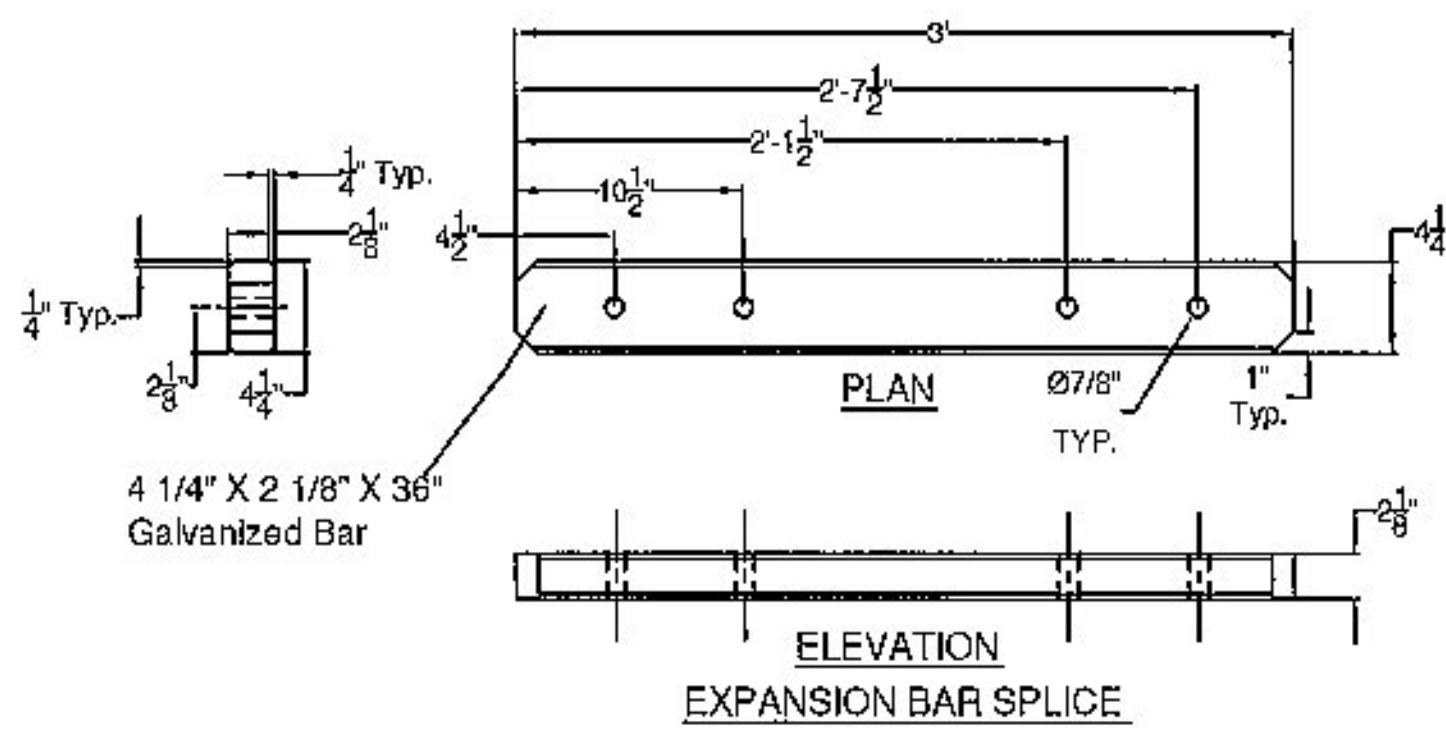 3'
2'-7 1/2"
2'-1 1/2"
1/4" Typ.
10 1/2"
2 1/8"
4 1/2"
4 1/4
1/4" Typ.
2 1/8"
4 1/4"
PLAN
Ø7/8"
TYP.
1"
Typ.
4 1/4" X 2 1/8" X 36"
Galvanized Bar
2 1/8"
ELEVATION
EXPANSION BAR SPLICE